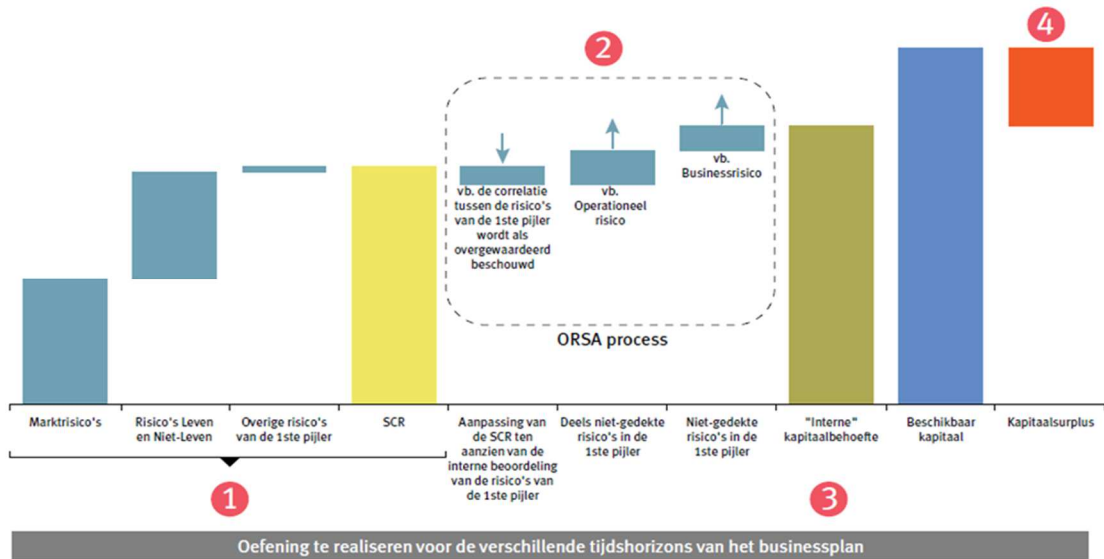 4
2
vb. de correlatie
tussen de risico's
van de 1ste pijler
wordt als
overgewaardeerd
beschouwd
vb.
Operationeel
risico
vb.
Businessrisico
ORSA process
Marktrisico's
Risico's Leven
en Niet-Leven
Overige risico's
van de 1ste pijler
SCR
Aanpassing van
de SCR ten
aanzien van de
interne beoordeling
van de risico's van
de 1ste pijler
Deels niet-gedekte
risico's in de
1ste pijler
Niet-gedekte
risico's in de
1ste pijler
"Interne"
kapitaalbehoefte
Beschikbaar
kapitaal
Kapitaalsurplus
1
3
Oefening te realiseren voor de verschillende tijdshorizons van het businessplan